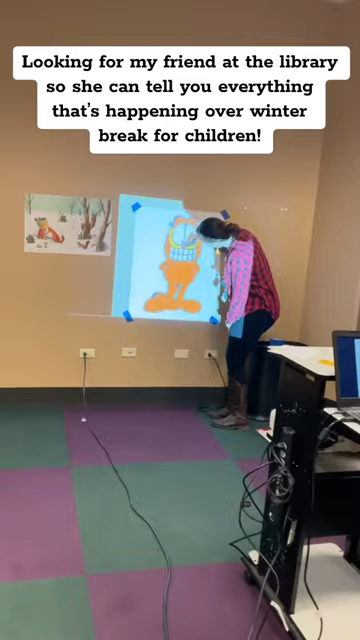 Looking for my friend at the library
so she can tell you everything
that's happening over winter
break for children!